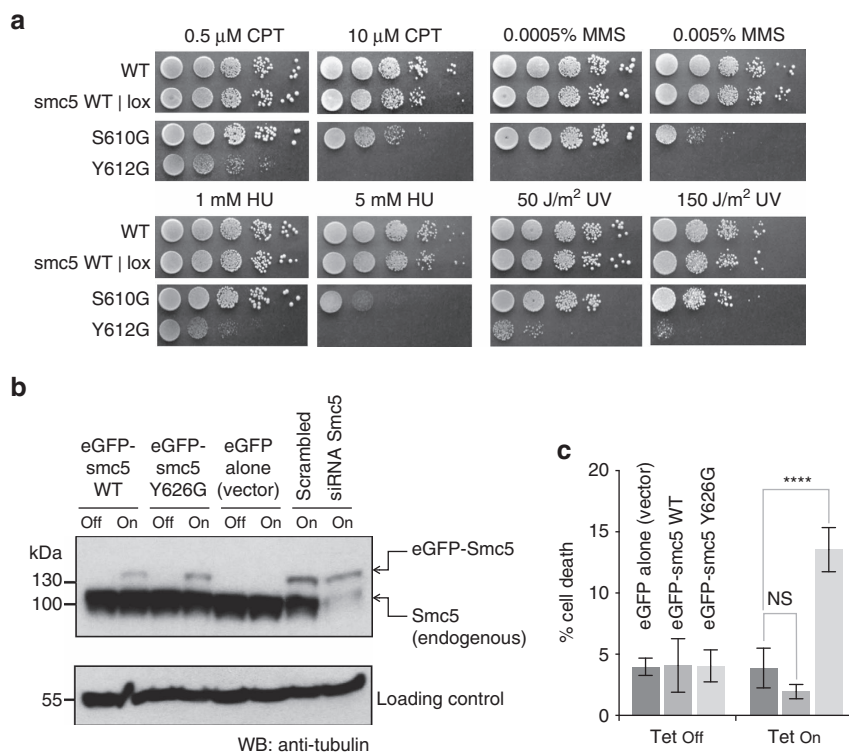 a
0.5 μM CPT
10 μM CPT
0.0005% MMS
0.005% MMS
WT
smc5 WT | lox
S610G
Y612G
1 mM HU
5 mM HU
50 J/m² UV
150 J/m² UV
WT
smc5 WT | lox
S610G
Y612G
b
eGFP-smc5 WT
eGFP-smc5 Y626G
eGFP alone (vector)
Scrambled
siRNA Smc5
Off On Off On Off On On On
kDa
130
100
eGFP-Smc5
Smc5
(endogenous)
55
Loading control
WB: anti-tubulin
c
% cell death
20
15
10
5
0
eGFP alone (vector)
eGFP-smc5 WT
eGFP-smc5 Y626G
NS
****
Tet Off
Tet On